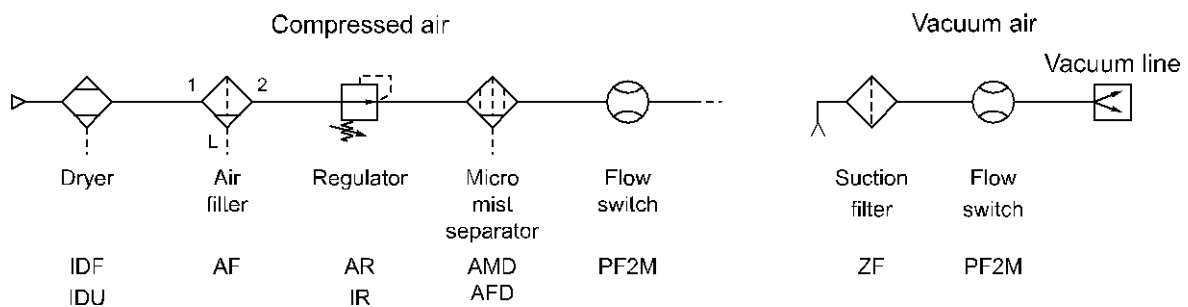 Compressed air
Vacuum air
Vacuum line
1
2
L
Dryer
Air
filler
Regulator
Micro
misl
separator
Flow
switch
Suction
filter
Flow
switch
IDF
IDU
AF
AR
IR
AMD
AFD
PF2M
ZF
PF2M